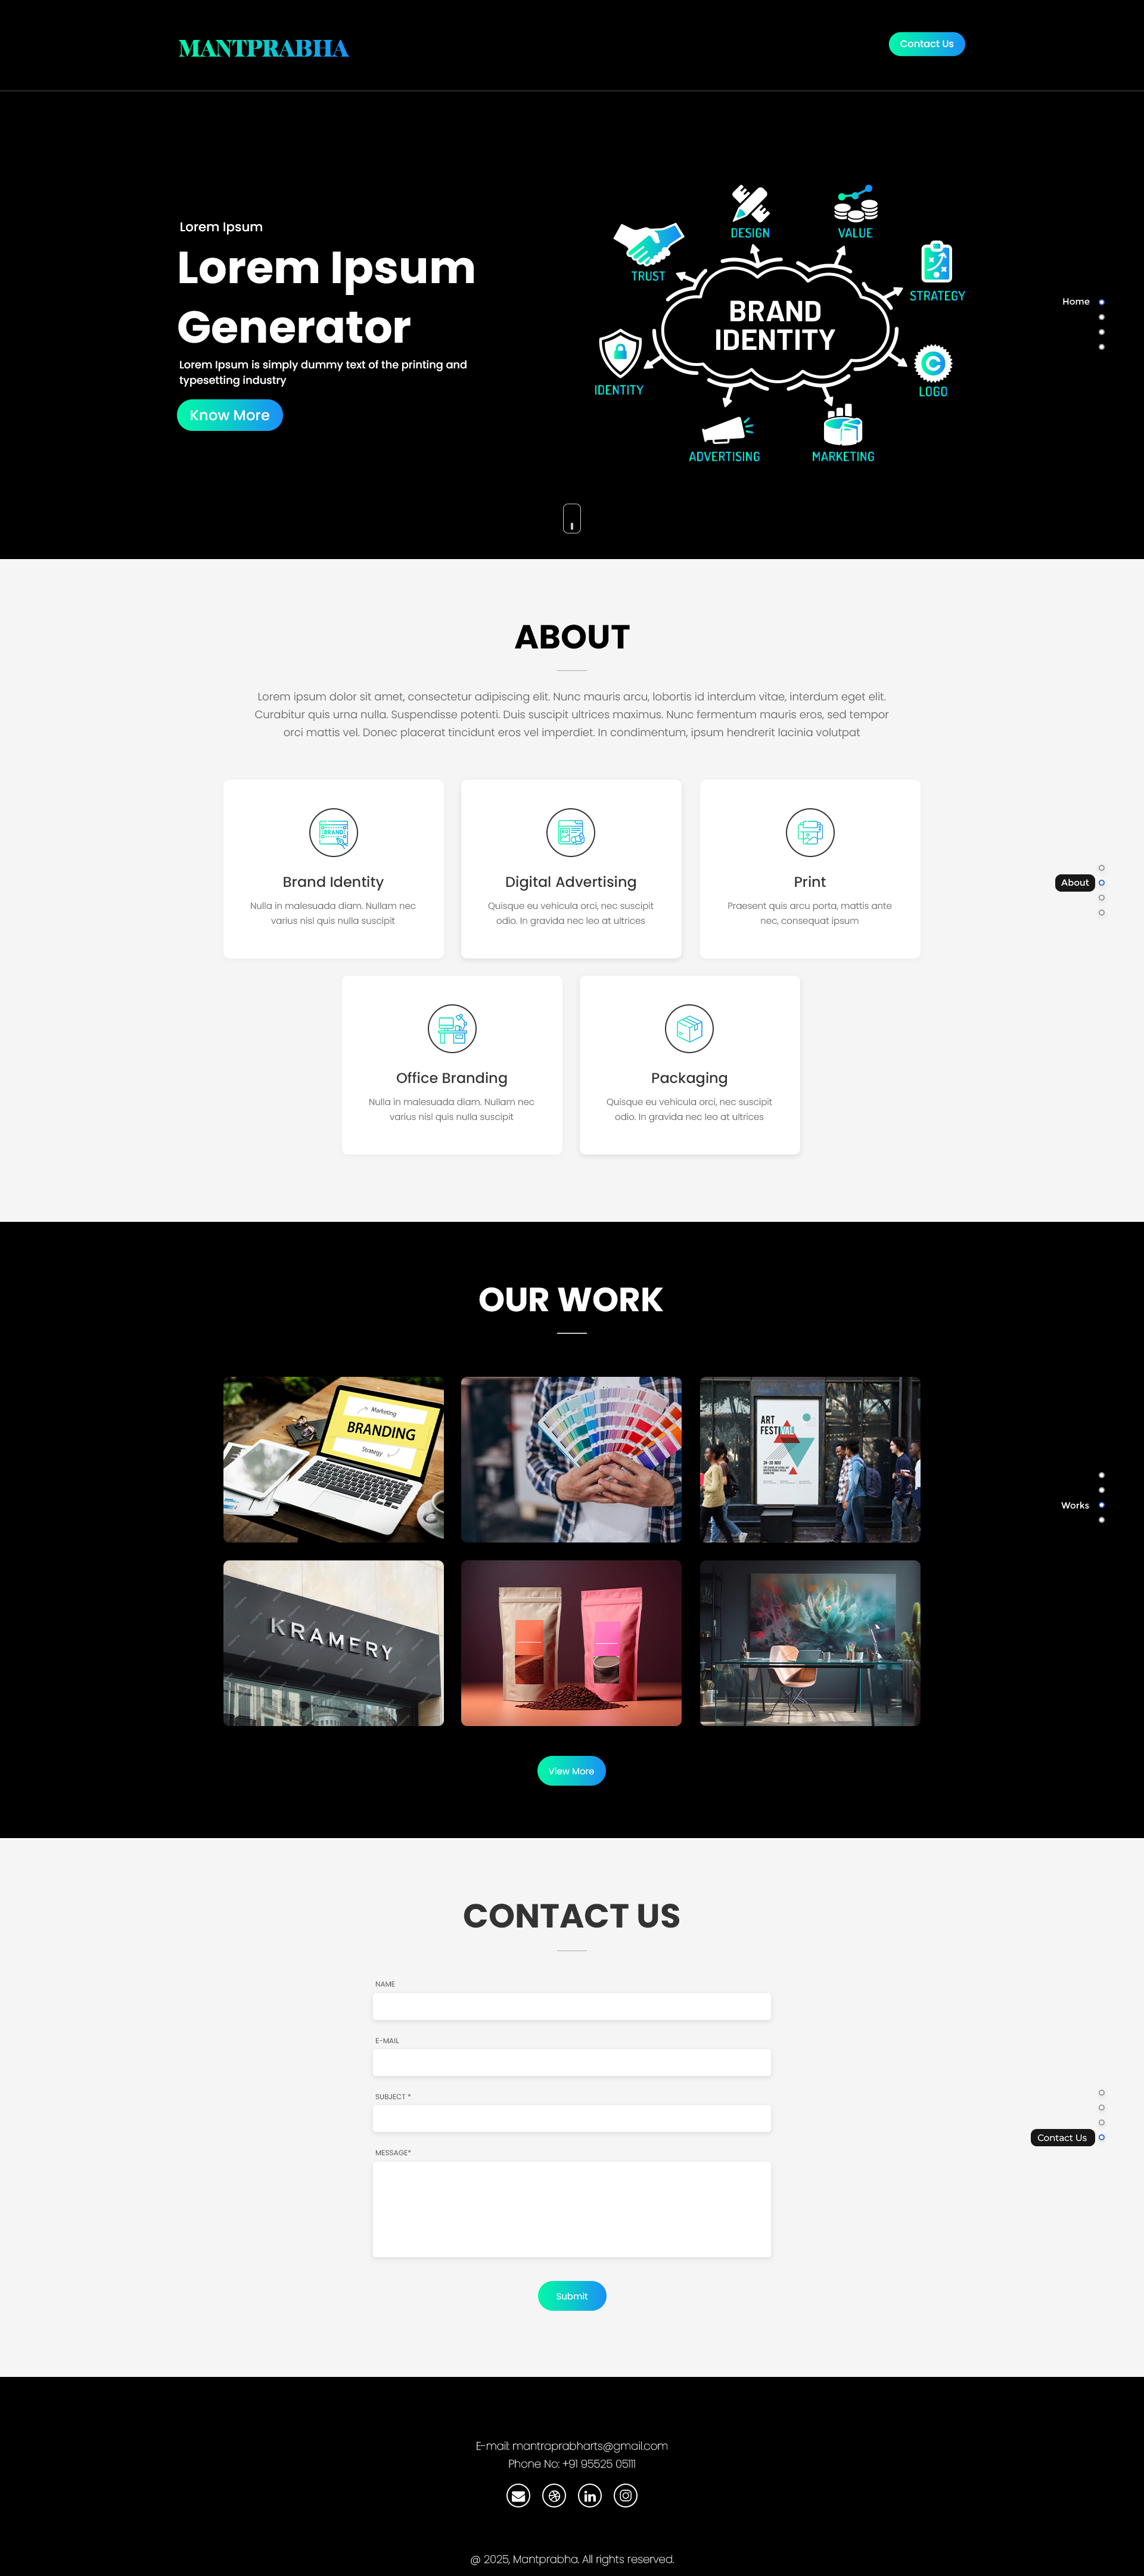 MANTPRABHA
Contact Us
Lorem Ipsum
Lorem Ipsum
Generator
Lorem Ipsum is simply dummy text of the printing and
typesetting industry
Know More
DESIGN
VALUE
TRUST
STRATEGY
BRAND
IDENTITY
IDENTITY
LOGO
ADVERTISING
MARKETING
Home
ABOUT
Lorem ipsum dolor sit amet, consectetur adipiscing elit. Nunc mauris arcu, lobortis id interdum vitae, interdum eget elit.
Curabitur quis urna nulla. Suspendisse potenti. Duis suscipit ultrices maximus. Nunc fermentum mauris eros, sed tempor
orci mattis vel. Donec placerat tincidunt eros vel imperdiet. In condimentum, ipsum hendrerit lacinia volutpat
BRAND
Brand Identity
Nulla in malesuada diam. Nullam nec
varius nisl quis nulla suscipit
Digital Advertising
Quisque eu vehicula orci, nec suscipit
odio. In gravida nec leo at ultrices
Print
Praesent quis arcu porta, mattis ante
nec, consequat ipsum
About
Office Branding
Nulla in malesuada diam. Nullam nec
varius nisl quis nulla suscipit
Packaging
Quisque eu vehicula orci, nec suscipit
odio. In gravida nec leo at ultrices
OUR WORK
Marketing
BRANDING
Strategy
ART
FESTIVAL
24-30 NOV
Works
KRAMERY
View More
CONTACT US
NAME
E-MAIL
SUBJECT *
MESSAGE*
Contact Us
Submit
E-mail: mantraprabharts@gmail.com
Phone No: +91 95525 05111
@ 2025, Mantprabha. All rights reserved.